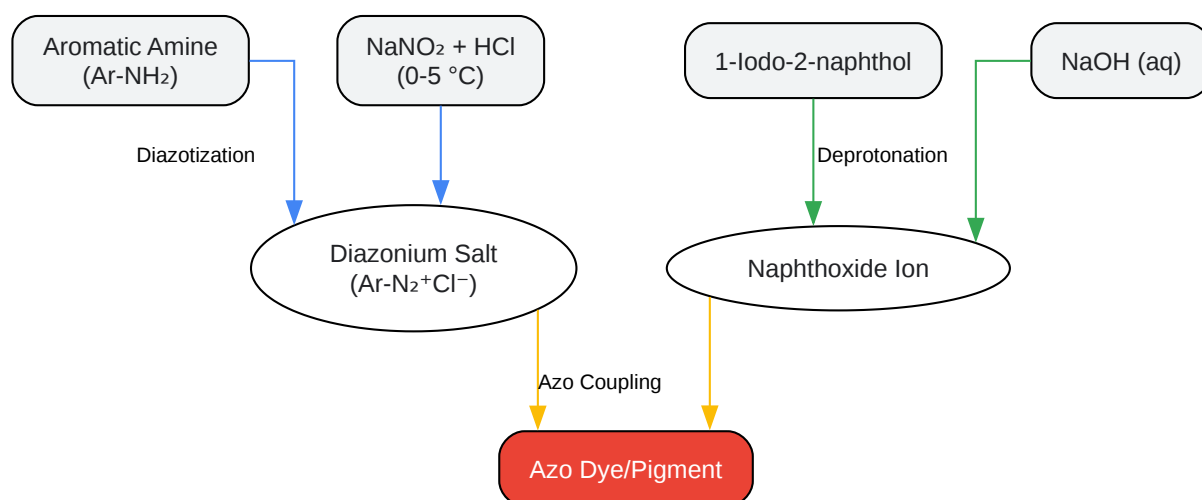 Aromatic Amine
(Ar-NH₂)
NaNO₂ + HCl
(0-5 °C)
1-Iodo-2-naphthol
NaOH (aq)
Diazotization
Deprotonation
Diazonium Salt
(Ar-N₂⁺Cl⁻)
Naphthoxide Ion
Azo Coupling
Azo Dye/Pigment